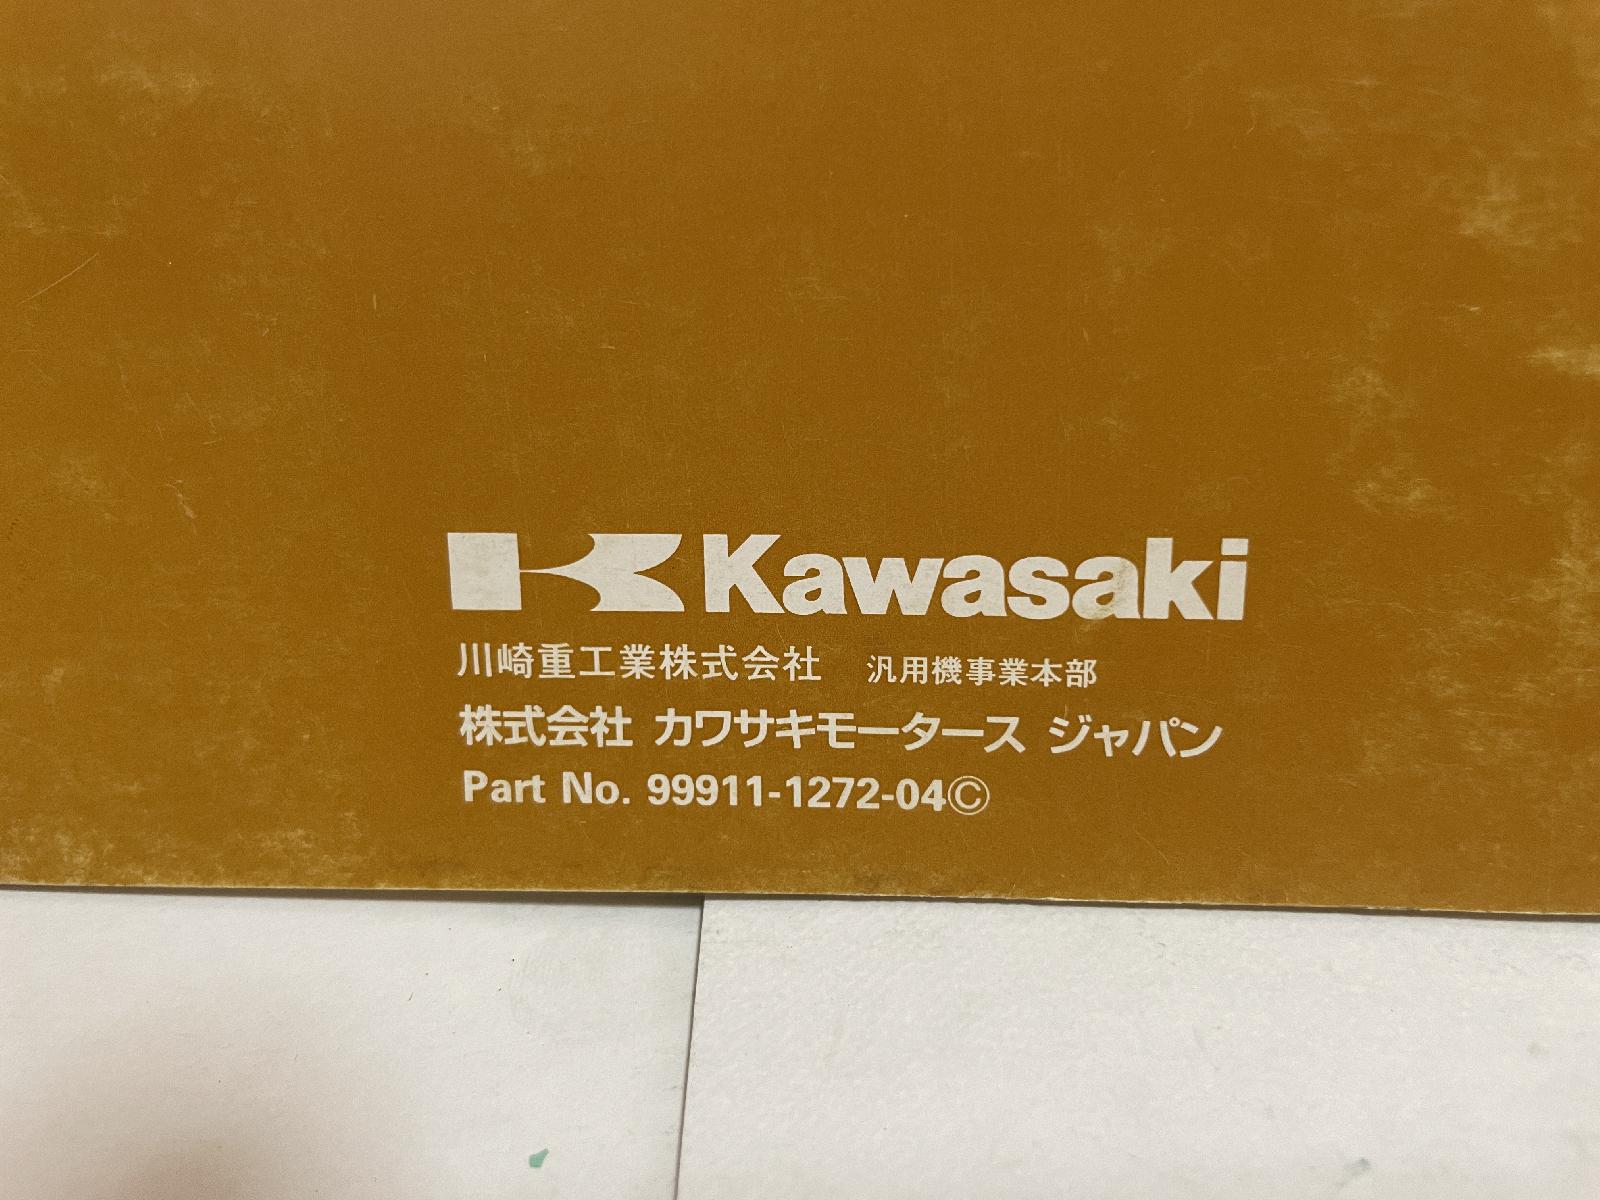 Kawasaki
川崎重工業株式会社 汎用機事業本部
株式会社 カワサキモータース ジャパン
Part No. 99911-1272-04©